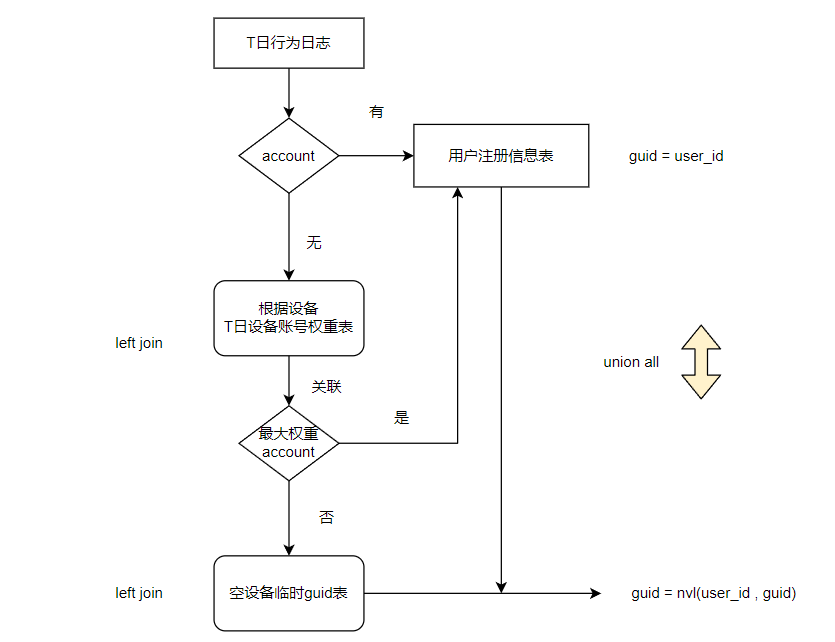 T日行为日志
有
account
用户注册信息表
guid = user_id
无
根据设备
T日设备账号权重表
left join
union all
关联
是
最大权重
account
否
left join
空设备临时guid表
guid = nvl(user_id , guid)